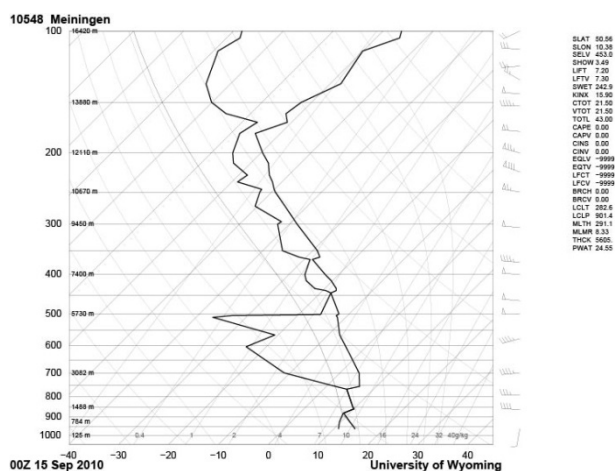 10548 Meiningen
100 16420 m
13880 m
200 12110 m
10670 m
300 9450 m
400 7400 m
500 5730 m
600
700 3082 m
800
1488 m
900
784 m
1000 125 m
0.4 1 2 4 7 10 16 24 32 40g/kg
-40 -30 -20 -10 0 10 20 30 40
00Z 15 Sep 2010 University of Wyoming
SLAT 50.56
SLON 10.38
SELV 453.0
SHOW 3.49
LIFT 7.20
LFTV 7.30
SWET 242.9
KINX 15.90
CTOT 21.50
VTOT 21.50
TOTL 43.00
CAPE 0.00
CAPV 0.00
CINS 0.00
CINV 0.00
EQLV -9999
EQTV -9999
LFCT -9999
LFCV -9999
BRCH 0.00
BRCV 0.00
LCLT 282.6
LCLP 901.4
MLTH 291.1
MLMR 8.33
THCK 5605.
PWAT 24.55